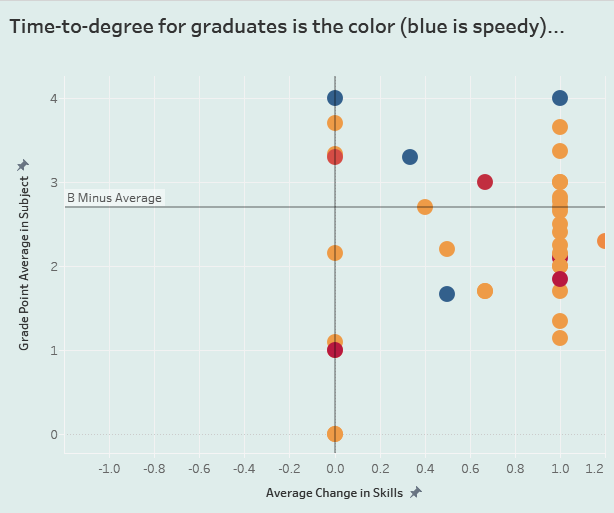 Time-to-degree for graduates is the color (blue is speedy)...
4
3
B Minus Average
2
1
0
Grade Point Average in Subject
-1.0 -0.8 -0.6 -0.4 -0.2 0.0 0.2 0.4 0.6 0.8 1.0 1.2
Average Change in Skills